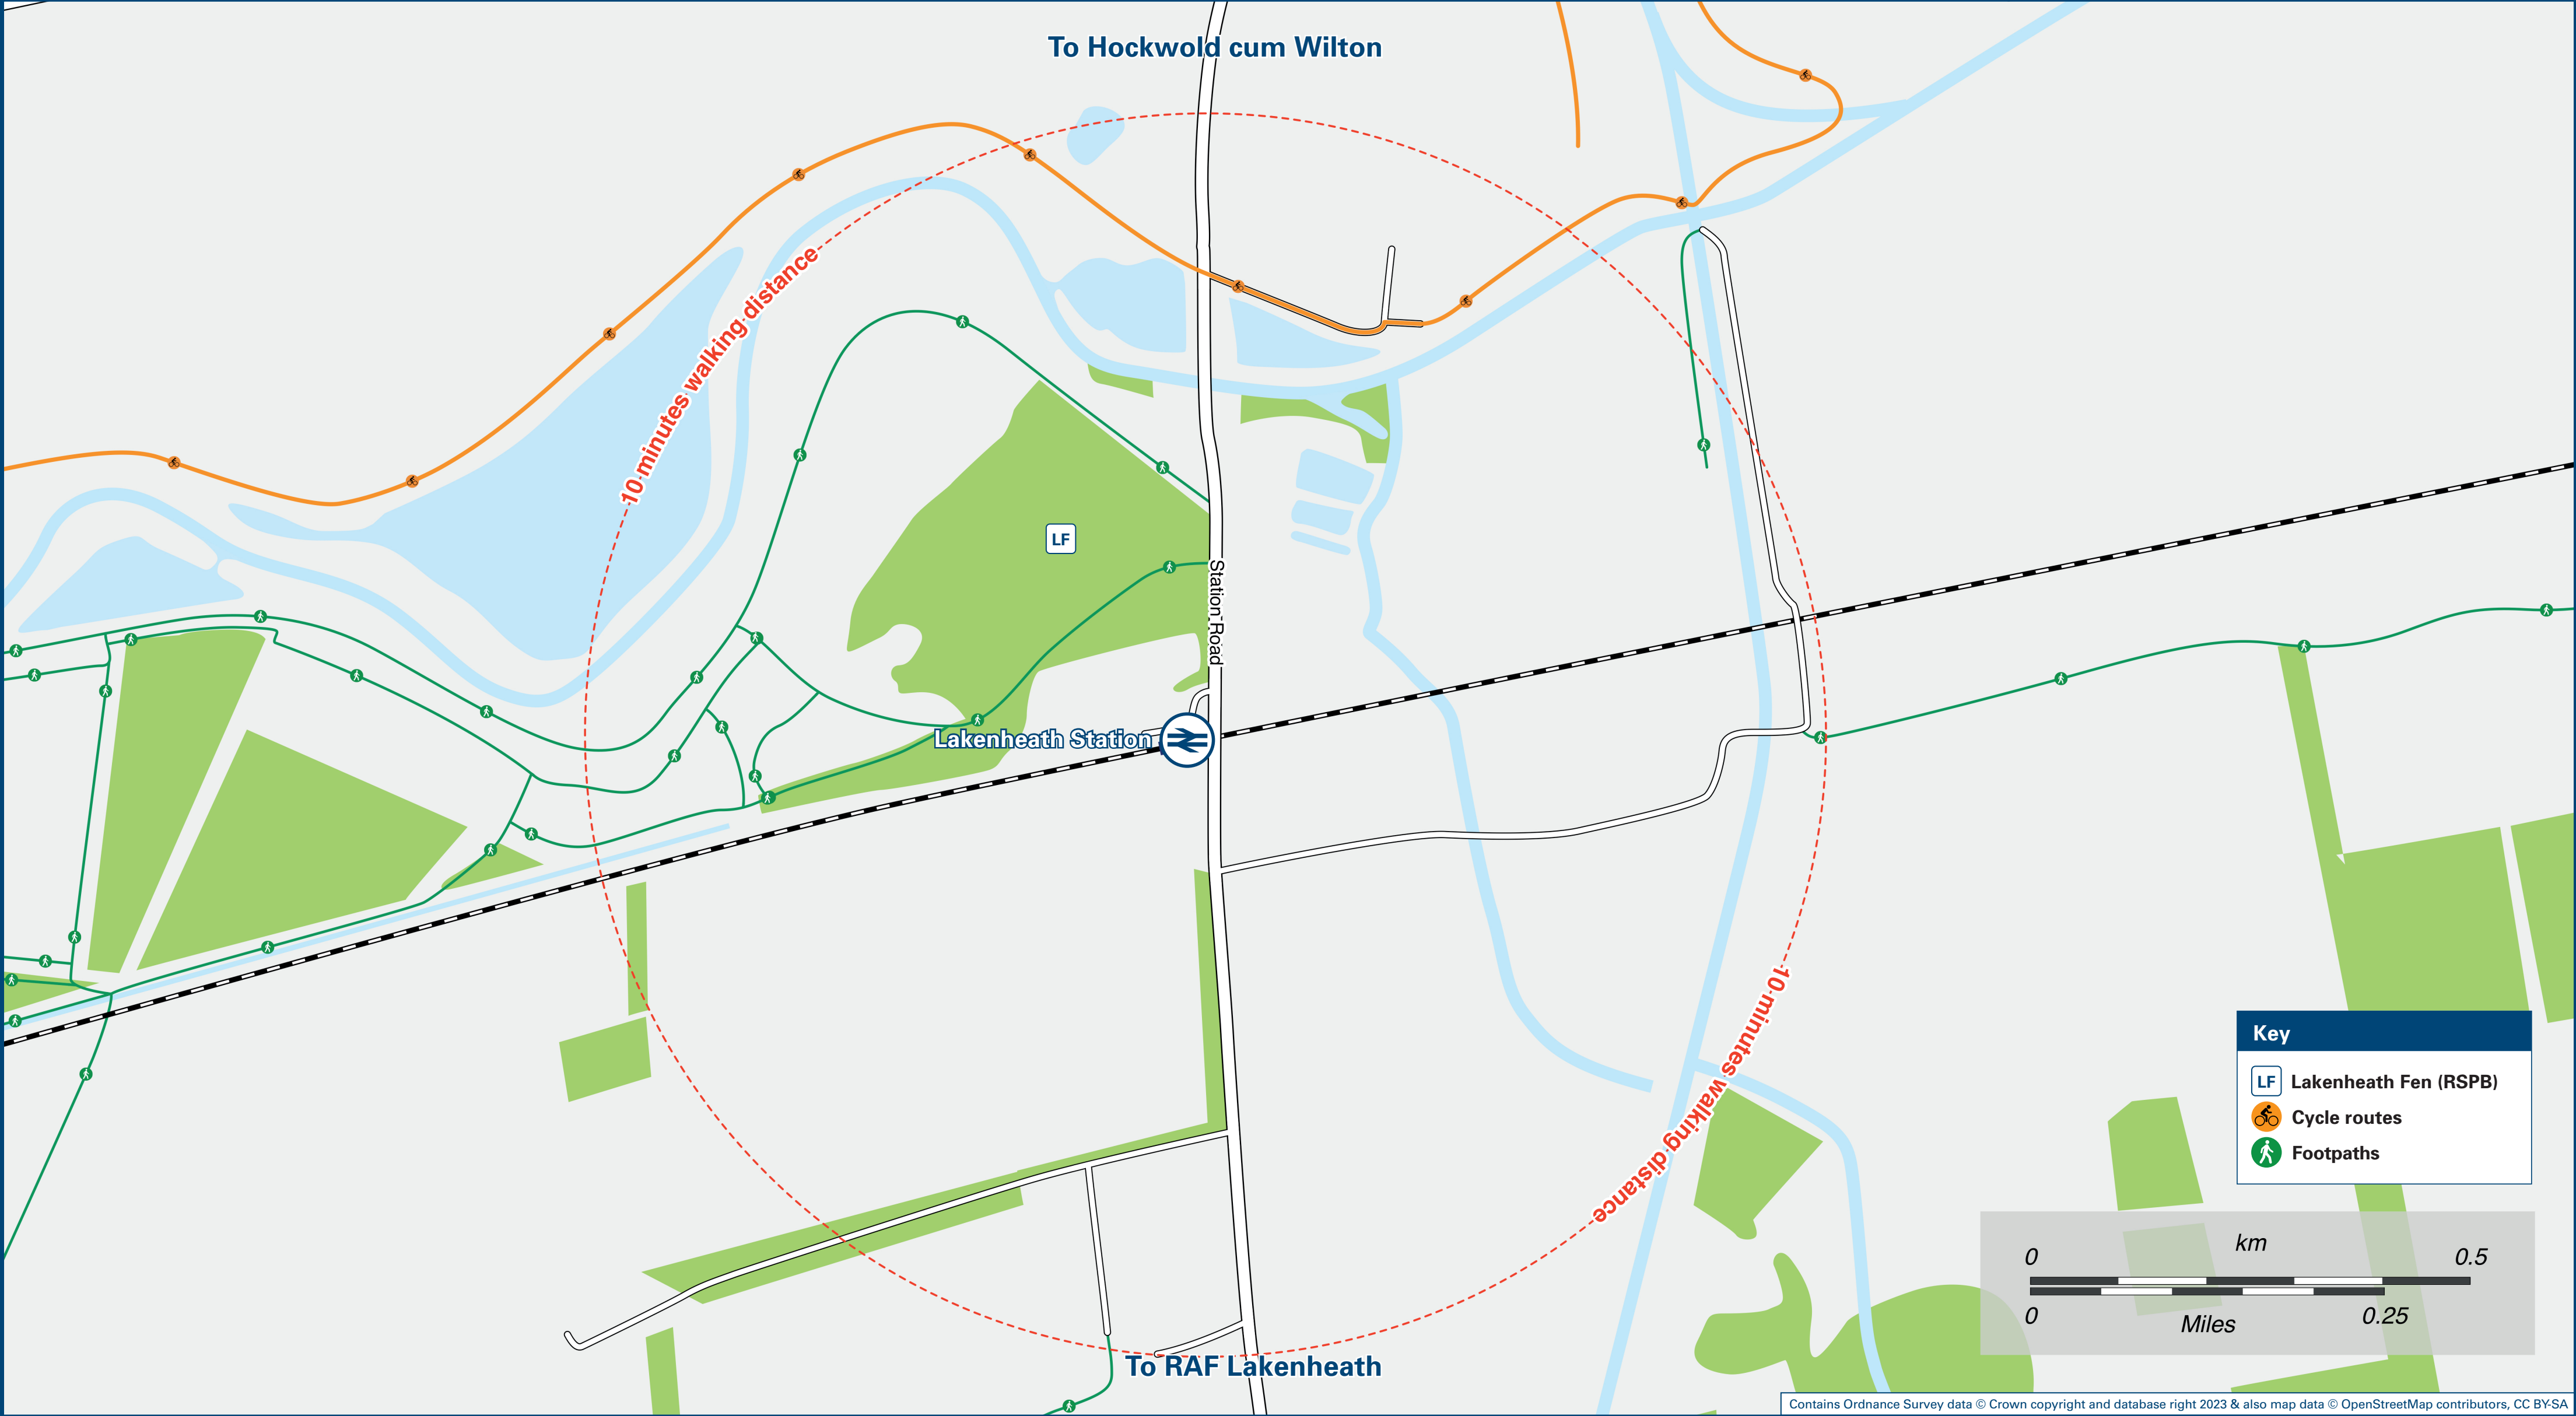 To Hockwold cum Wilton
10 minutes walking distance
LF
Station Road
Lakenheath Station
10 minutes walking distance
To RAF Lakenheath
Key
LF Lakenheath Fen (RSPB)
Cycle routes
Footpaths
km
0 0.5
0 0.25
Miles
Contains Ordnance Survey data © Crown copyright and database right 2023 & also map data © OpenStreetMap contributors, CC BY-SA